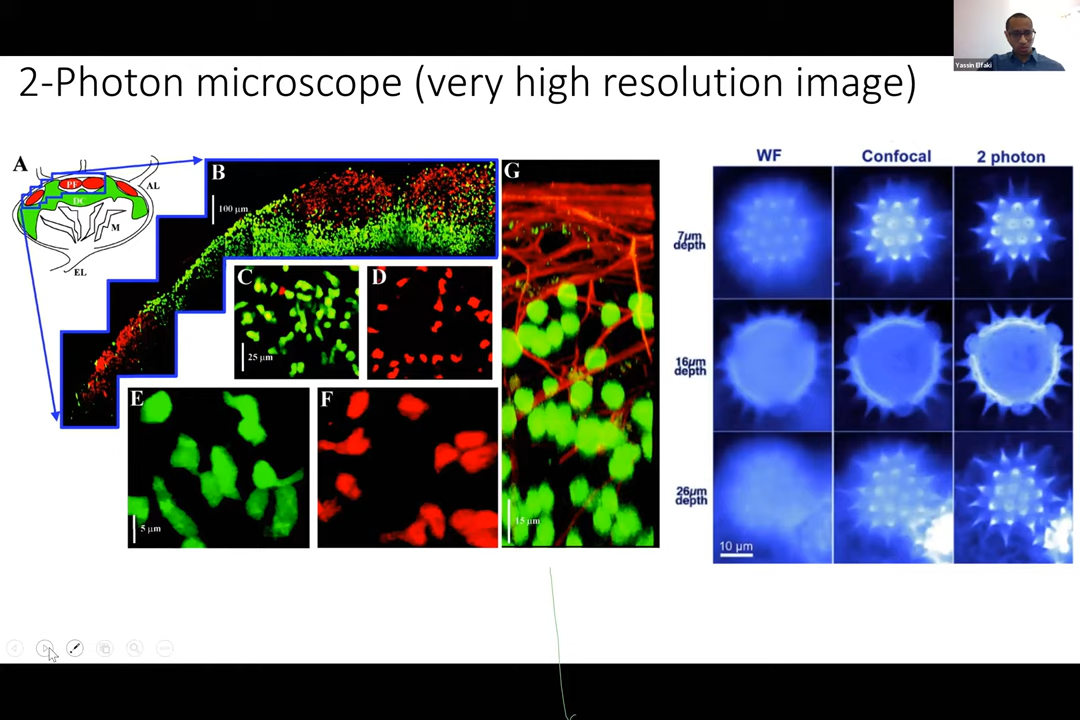 Yassin Elfaki
2-Photon microscope (very high resolution image)
A
PF
DC
AL
M
EL
B
100 µm
C
25 µm
D
E
5 µm
F
G
15 µm
WF
Confocal
2 photon
7µm
depth
16µm
depth
26µm
depth
10 µm